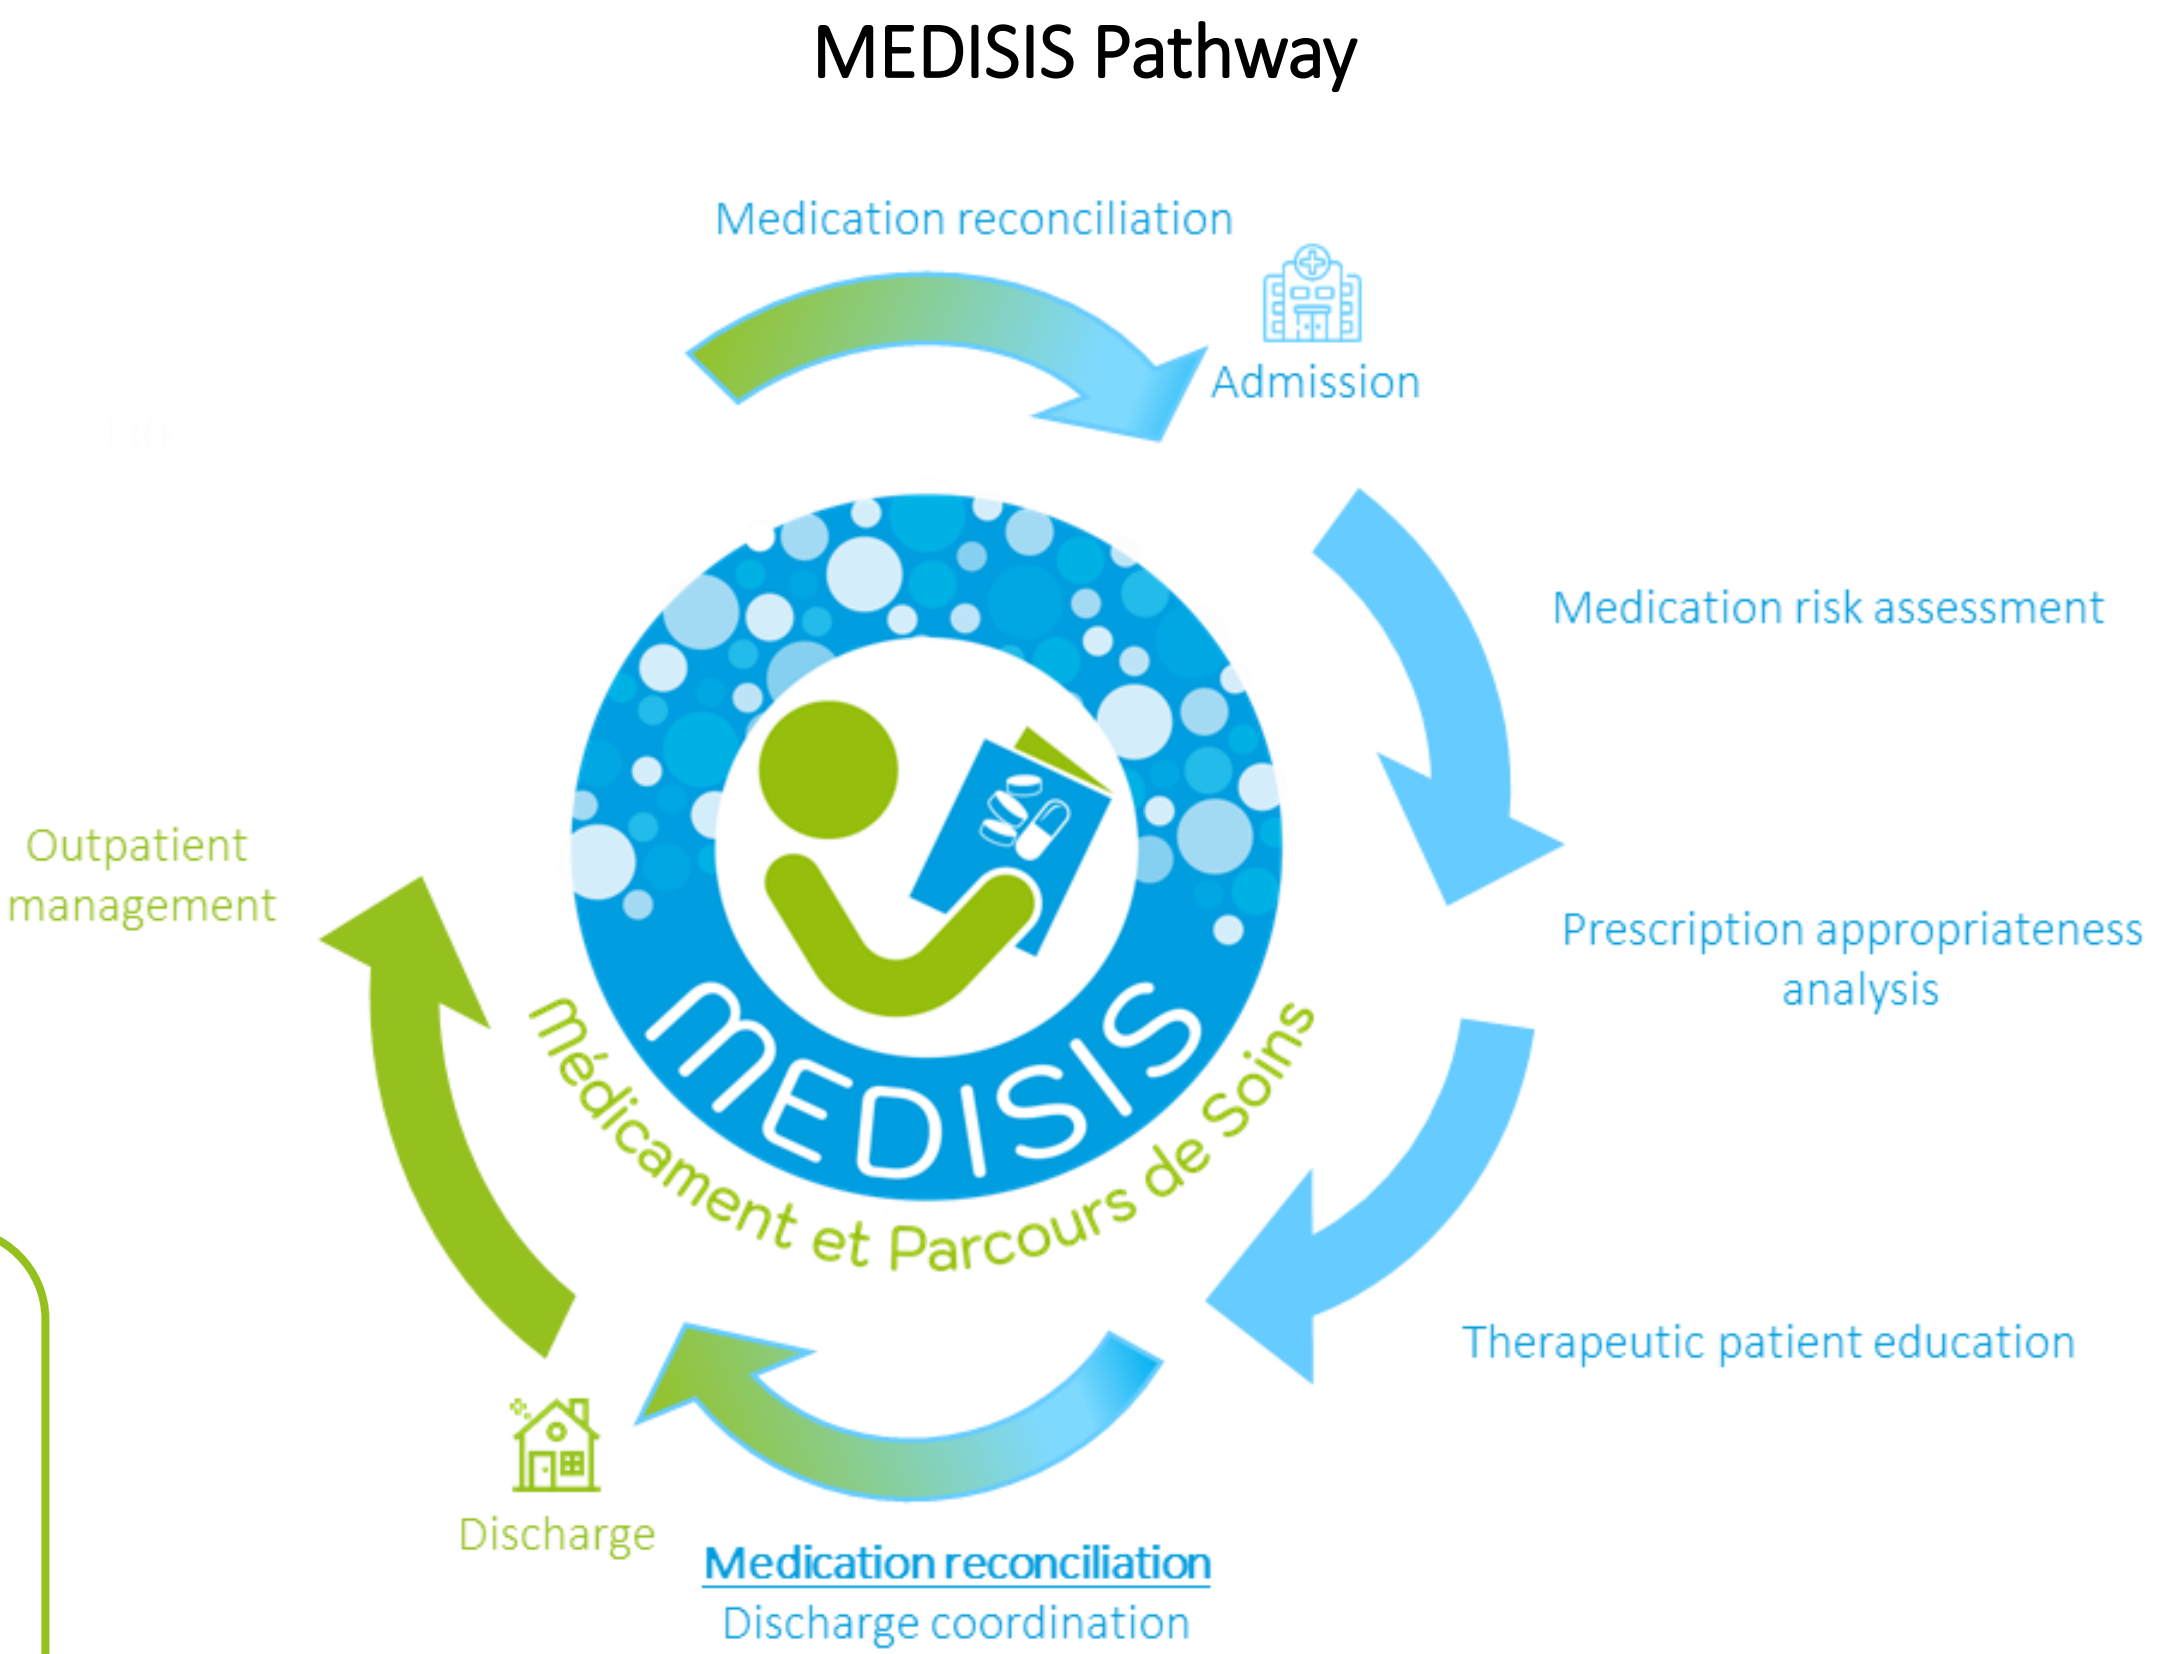 MEDISIS Pathway
Medication reconciliation
Admission
Medication risk assessment
Outpatient
management
Prescription appropriateness
analysis
MEDISIS
Médicament et Parcours de Soins
Therapeutic patient education
Discharge
Medication reconciliation
Discharge coordination